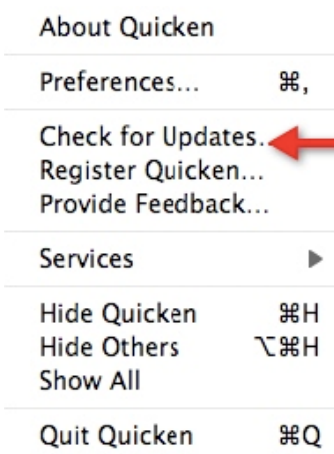 About Quicken
Preferences... ⌘,
Check for Updates..
Register Quicken...
Provide Feedback...
Services ▶
Hide Quicken ⌘H
Hide Others ⌥⌘H
Show All
Quit Quicken ⌘Q